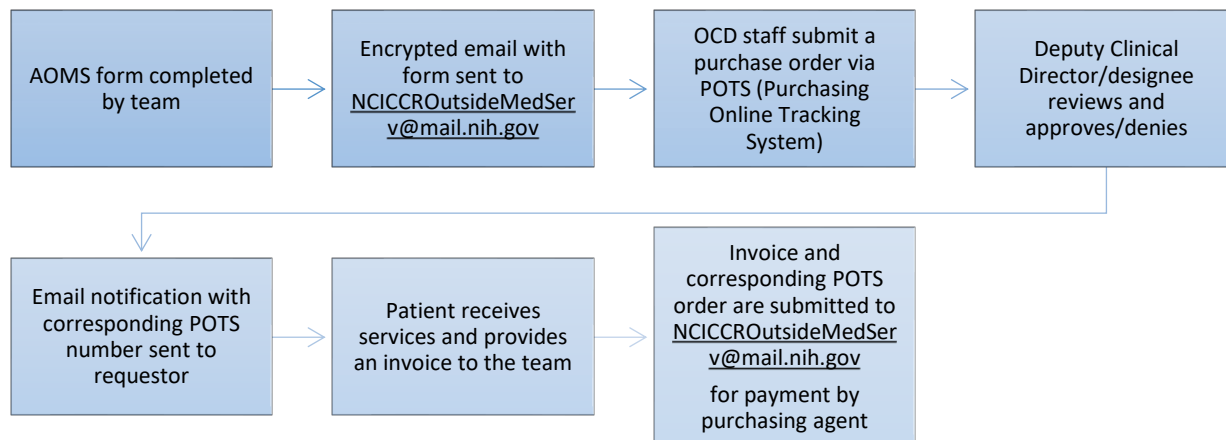 AOMS form completed
by team
Encrypted email with
form sent to
NCICCROutsideMedSer
v@mail.nih.gov
OCD staff submit a
purchase order via
POTS (Purchasing
Online Tracking
System)
Deputy Clinical
Director/designee
reviews and
approves/denies
Email notification with
corresponding POTS
number sent to
requestor
Patient receives
services and provides
an invoice to the team
Invoice and
corresponding POTS
order are submitted to
NCICCROutsideMedSer
v@mail.nih.gov
for payment by
purchasing agent